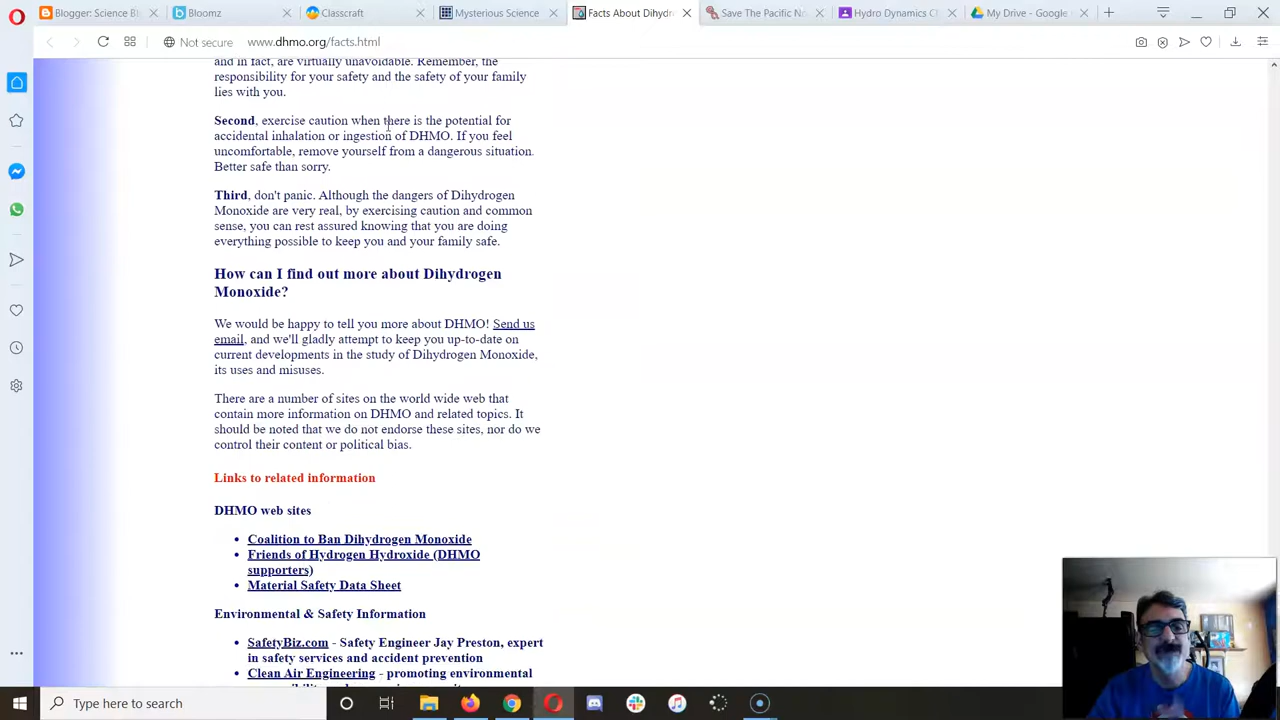 Blogger: Science B
Bloomz
Classcraft
Mysterious Science
Facts About Dihydr
Save The Pacific No
Hydro Dynamics Cl
My Drive - Google
Not secure
www.dhmo.org/facts.html
and in fact, are virtually unavoidable. Remember, the
responsibility for your safety and the safety of your family
lies with you.
Second, exercise caution when there is the potential for
accidental inhalation or ingestion of DHMO. If you feel
uncomfortable, remove yourself from a dangerous situation.
Better safe than sorry.
Third, don't panic. Although the dangers of Dihydrogen
Monoxide are very real, by exercising caution and common
sense, you can rest assured knowing that you are doing
everything possible to keep you and your family safe.
How can I find out more about Dihydrogen
Monoxide?
We would be happy to tell you more about DHMO! Send us
email, and we'll gladly attempt to keep you up-to-date on
current developments in the study of Dihydrogen Monoxide,
its uses and misuses.
There are a number of sites on the world wide web that
contain more information on DHMO and related topics. It
should be noted that we do not endorse these sites, nor do we
control their content or political bias.
Links to related information
DHMO web sites
• Coalition to Ban Dihydrogen Monoxide
• Friends of Hydrogen Hydroxide (DHMO
supporters)
• Material Safety Data Sheet
Environmental & Safety Information
• SafetyBiz.com - Safety Engineer Jay Preston, expert
in safety services and accident prevention
• Clean Air Engineering - promoting environmental
Type here to search